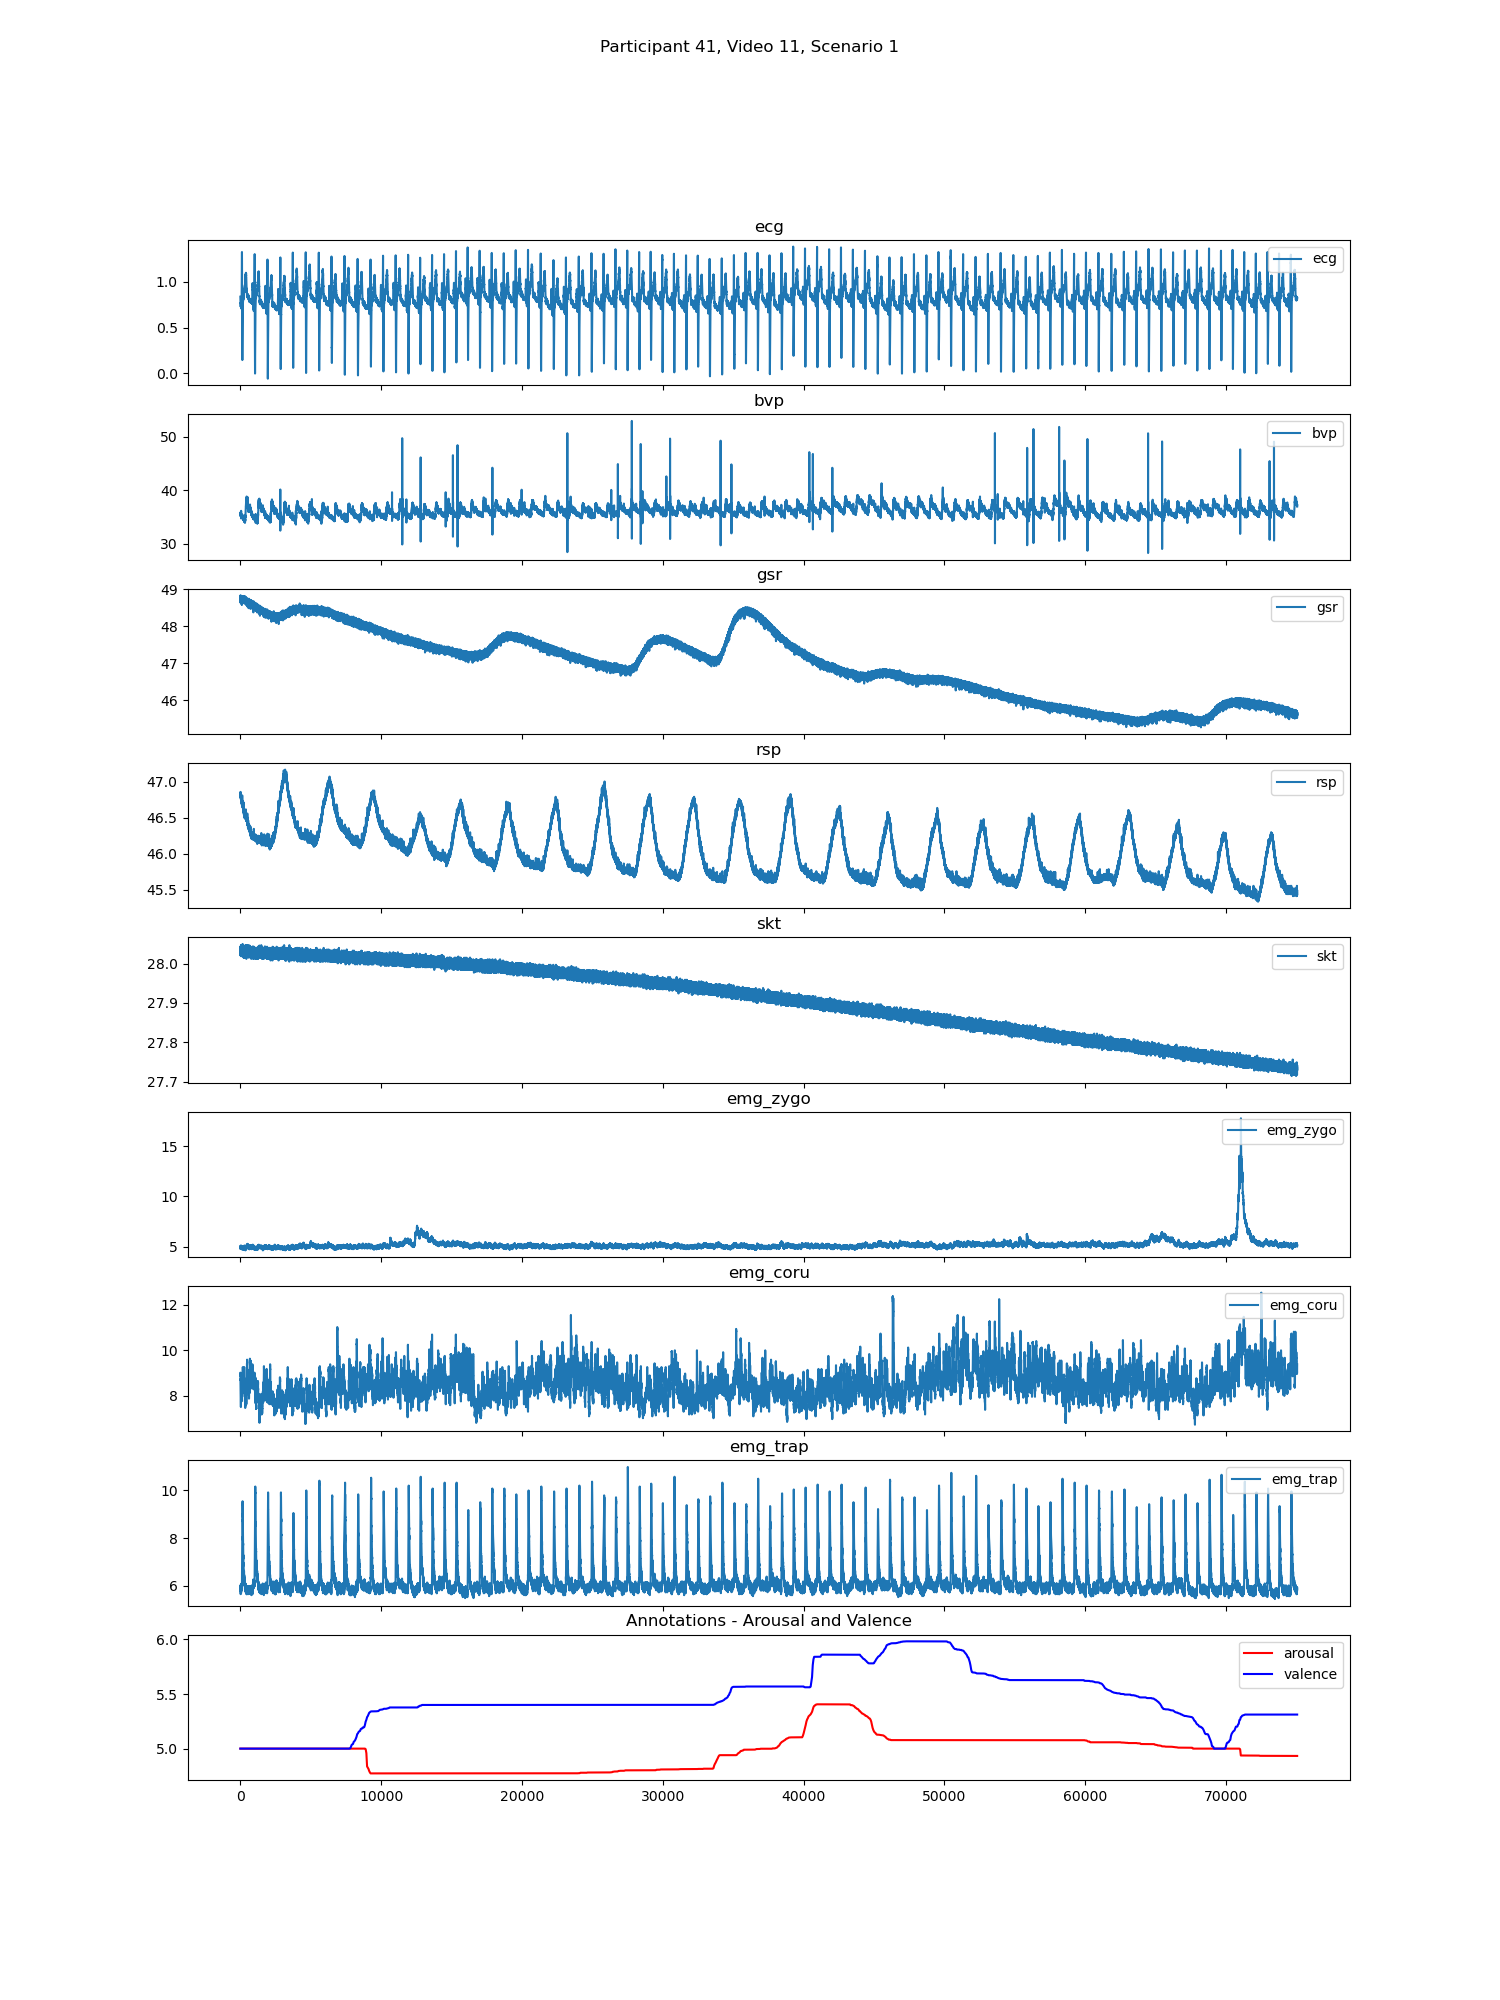 Participant 41, Video 11, Scenario 1
ecg
ecg
1.0
0.5
0.0
bvp
bvp
50
40
30
gsr
gsr
49
48
47
46
rsp
rsp
47.0
46.5
46.0
45.5
skt
skt
28.0
27.9
27.8
27.7
emg_zygo
emg_zygo
15
10
5
emg_coru
emg_coru
12
10
8
emg_trap
emg_trap
10
8
6
Annotations - Arousal and Valence
arousal
valence
6.0
5.5
5.0
0 10000 20000 30000 40000 50000 60000 70000